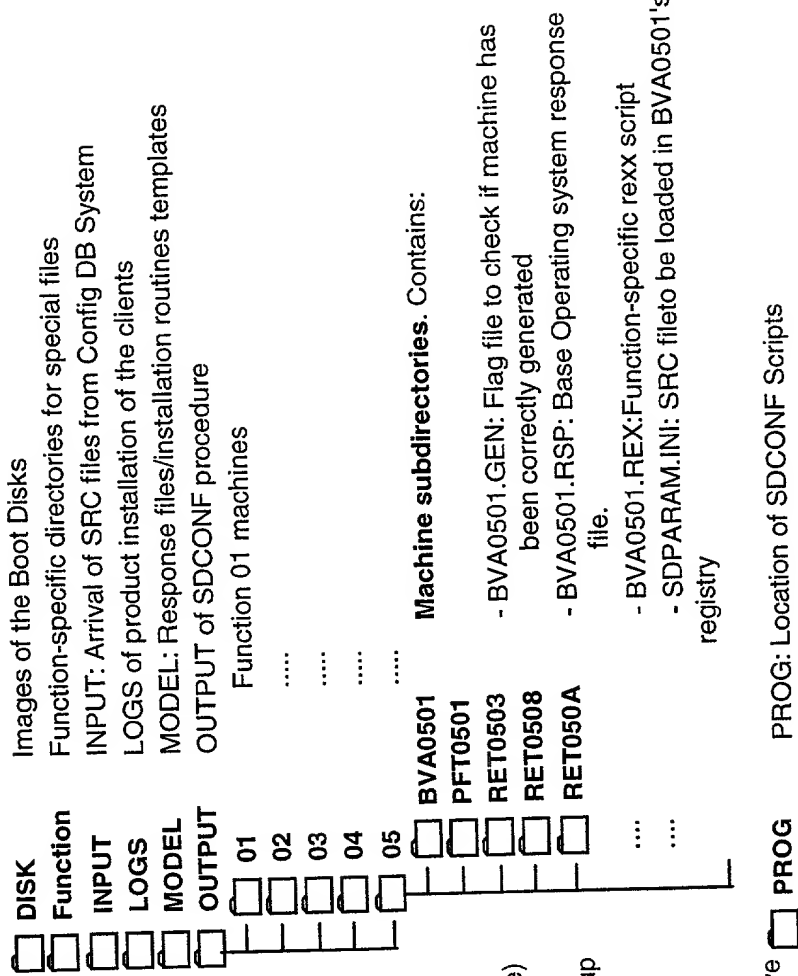 DISK Images of the Boot Disks
Function Function-specific directories for special files
INPUT INPUT: Arrival of SRC files from Config DB System
LOGS LOGS of product installation of the clients
MODEL MODEL: Response files/installation routines templates
OUTPUT OUTPUT of SDCONF procedure
01 Function 01 machines
02 .....
03 .....
04 .....
05 .....
BVA0501 Machine subdirectories. Contains:
PFT0501
RET0503 - BVA0501.GEN: Flag file to check if machine has
been correctly generated
RET0508 - BVA0501.RSP: Base Operating system response
RET050A file.
.... - BVA0501.REX:Function-specific rexx script
.... - SDPARAM.INI: SRC fileto be loaded in BVA0501's
registry
PROG PROG: Location of SDCONF Scripts
e)
up
ve